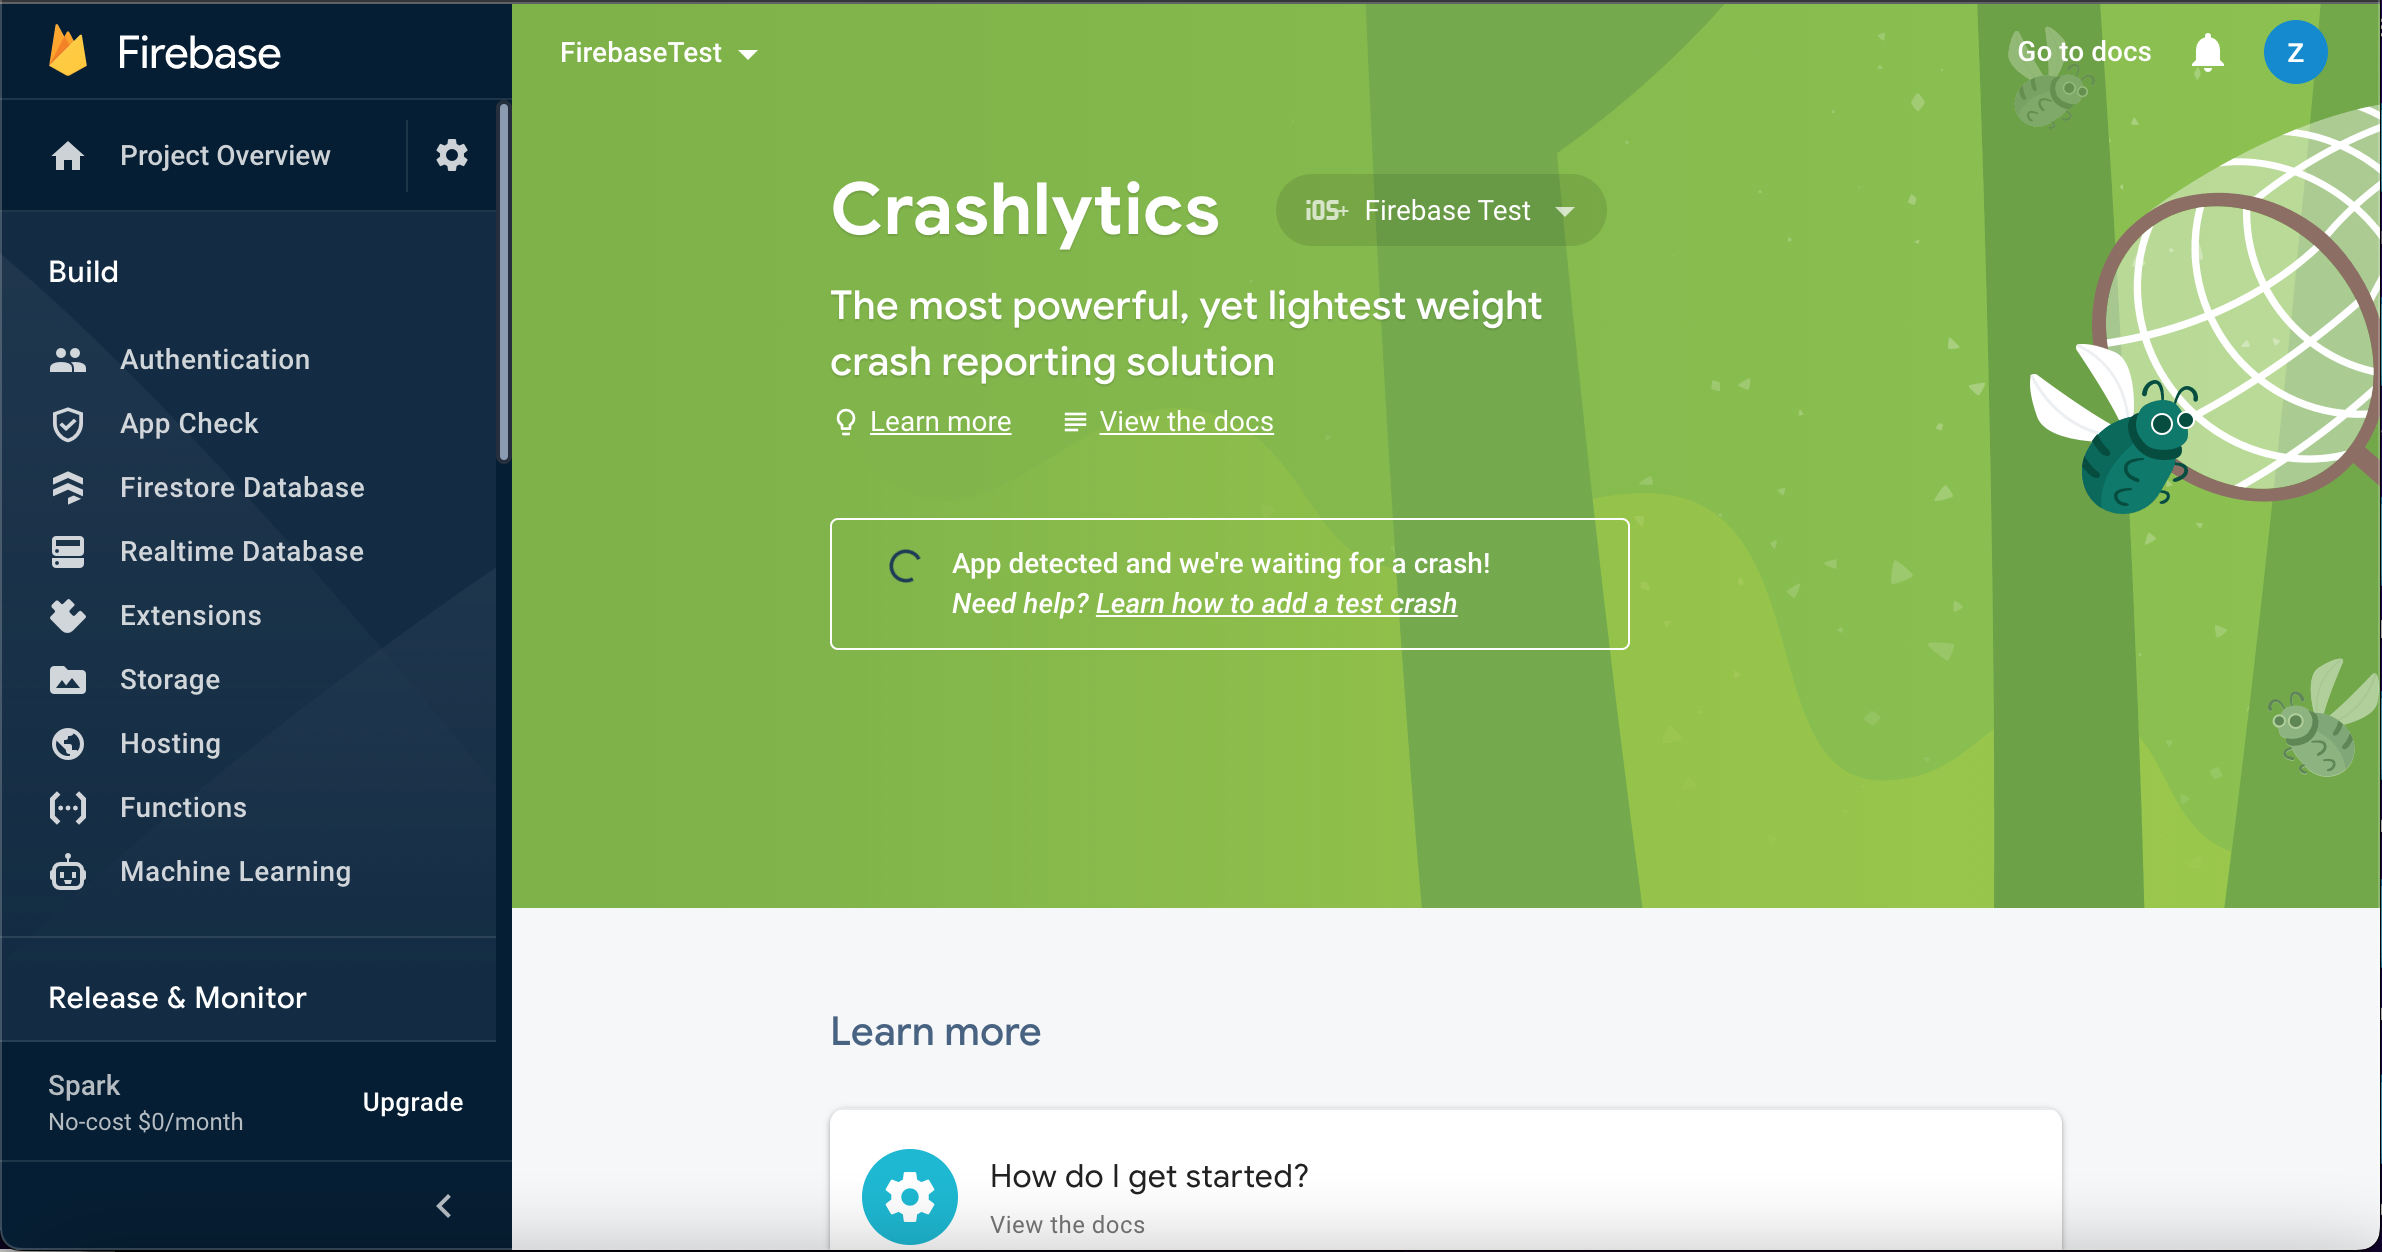 Firebase
Project Overview
Build
Authentication
App Check
Firestore Database
Realtime Database
Extensions
Storage
Hosting
Functions
Machine Learning
Release & Monitor
Spark
No-cost $0/month
Upgrade
FirebaseTest
Go to docs
Z
Crashlytics
iOS+ Firebase Test
The most powerful, yet lightest weight
crash reporting solution
Learn more
View the docs
App detected and we're waiting for a crash!
Need help? Learn how to add a test crash
Learn more
How do I get started?
View the docs